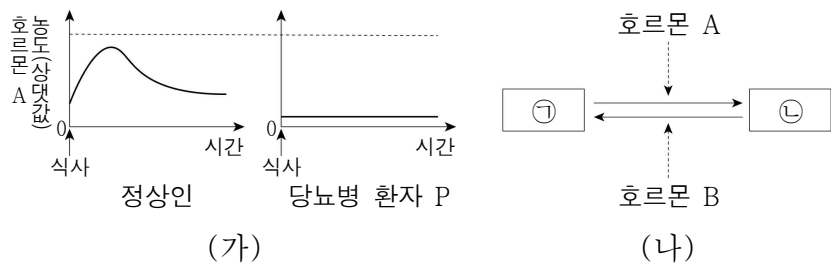 호르몬 A 농도(상댓값)
0
식사
시간
정상인
0
식사
시간
당뇨병 환자 P
(가)
호르몬 A
㉠
㉡
호르몬 B
(나)